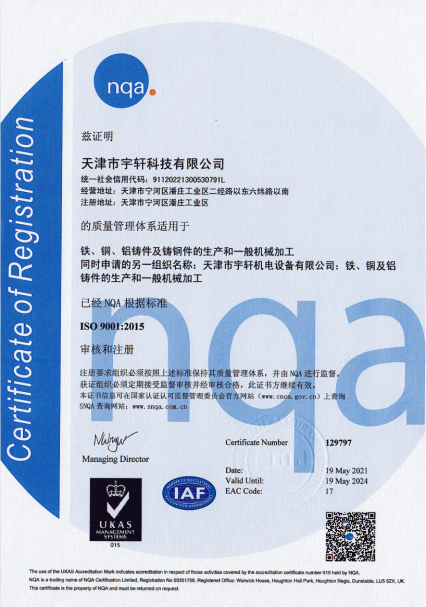 Certificate of Registration
nqa.
兹证明
天津市宇轩科技有限公司
统一社会信用代码：91120221300530791L
经营地址：天津市宁河区潘庄工业区二经路以东六纬路以南
注册地址：天津市宁河区潘庄工业区
的质量管理体系适用于
铁、铜、铝铸件及铸钢件的生产和一般机械加工
同时申请的另一组织名称：天津市宇轩机电设备有限公司：铁、铜及铝
铸件的生产和一般机械加工
已经 NQA 根据标准
ISO 9001:2015
审核和注册
注册要求组织必须按照上述标准保持其质量管理体系，并由 NQA 进行监督。
获证组织必须定期接受监督审核并经审核合格，此证书方继续有效。
本证书信息可在国家认证认可监督管理委员会官方网站（www.cnca.gov.cn）上查询
SNQA 查询网站：www.snqa.com.cn
nqa
Managing Director
Certificate Number 129797
Date: 19 May 2021
Valid Until: 19 May 2024
EAC Code: 17
UKAS
MANAGEMENT
SYSTEMS
015
IAF
The use of the UKAS Accreditation Mark indicates accreditation in respect of those activities covered by the accreditation certificate number 015 held by NQA.
NQA is a trading name of NQA Certification Limited, Registration No 09351758. Registered Office: Warwick House, Houghton Hall Park, Houghton Regis, Dunstable, LU5 5ZX, UK.
This certificate is the property of NQA and must be returned on request.